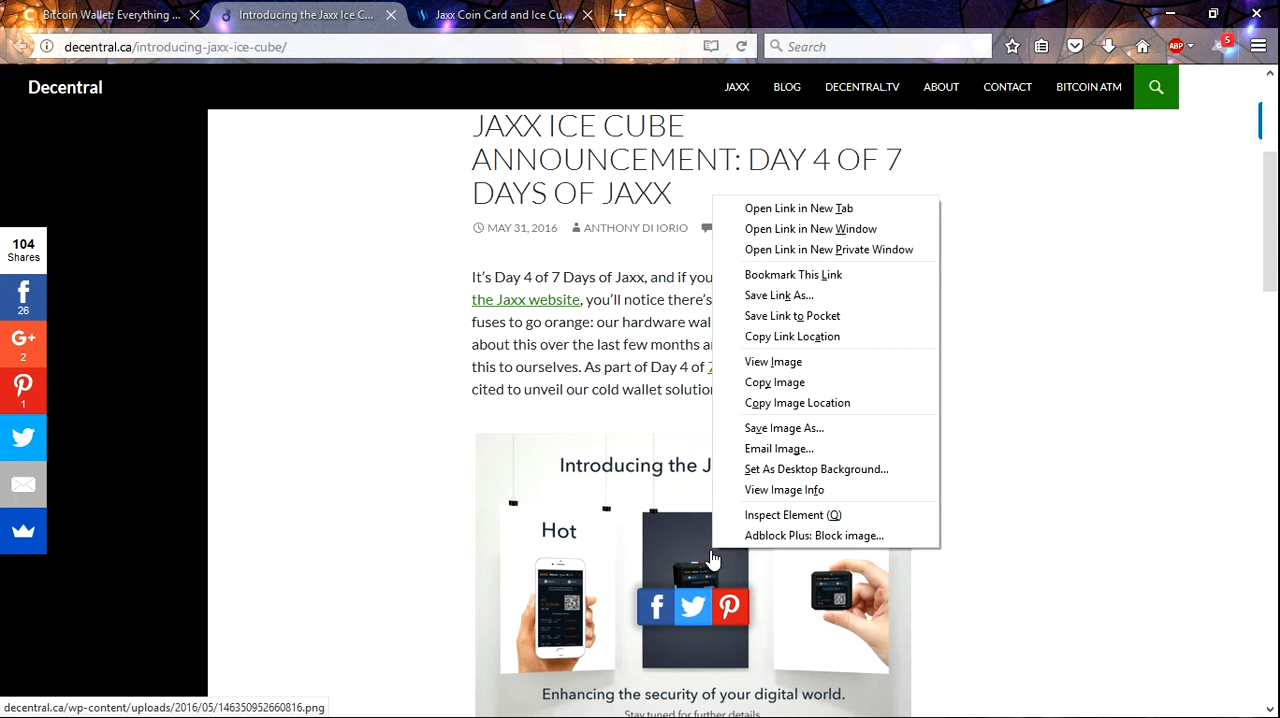 Bitcoin Wallet: Everything ...
Introducing the Jaxx Ice C...
Jaxx Coin Card and Ice Cu...
decentral.ca/introducing-jaxx-ice-cube/
Search
ABP
5
Decentral
JAXX
BLOG
DECENTRAL.TV
ABOUT
CONTACT
BITCOIN ATM
JAXX ICE CUBE
ANNOUNCEMENT: DAY 4 OF 7
DAYS OF JAXX
MAY 31, 2016
ANTHONY DI IORIO
104
Shares
26
G+
2
1
It's Day 4 of 7 Days of Jaxx, and if you
the Jaxx website, you'll notice there's
fuses to go orange: our hardware wal
about this over the last few months a
this to ourselves. As part of Day 4 of 7
cited to unveil our cold wallet solution
Open Link in New Tab
Open Link in New Window
Open Link in New Private Window
Bookmark This Link
Save Link As...
Save Link to Pocket
Copy Link Location
View Image
Copy Image
Copy Image Location
Save Image As...
Email Image...
Set As Desktop Background...
View Image Info
Inspect Element (Q)
Adblock Plus: Block image...
Introducing the J
Hot
Enhancing the security of your digital world.
Stay tuned for further details
decentral.ca/wp-content/uploads/2016/05/146350952660816.png